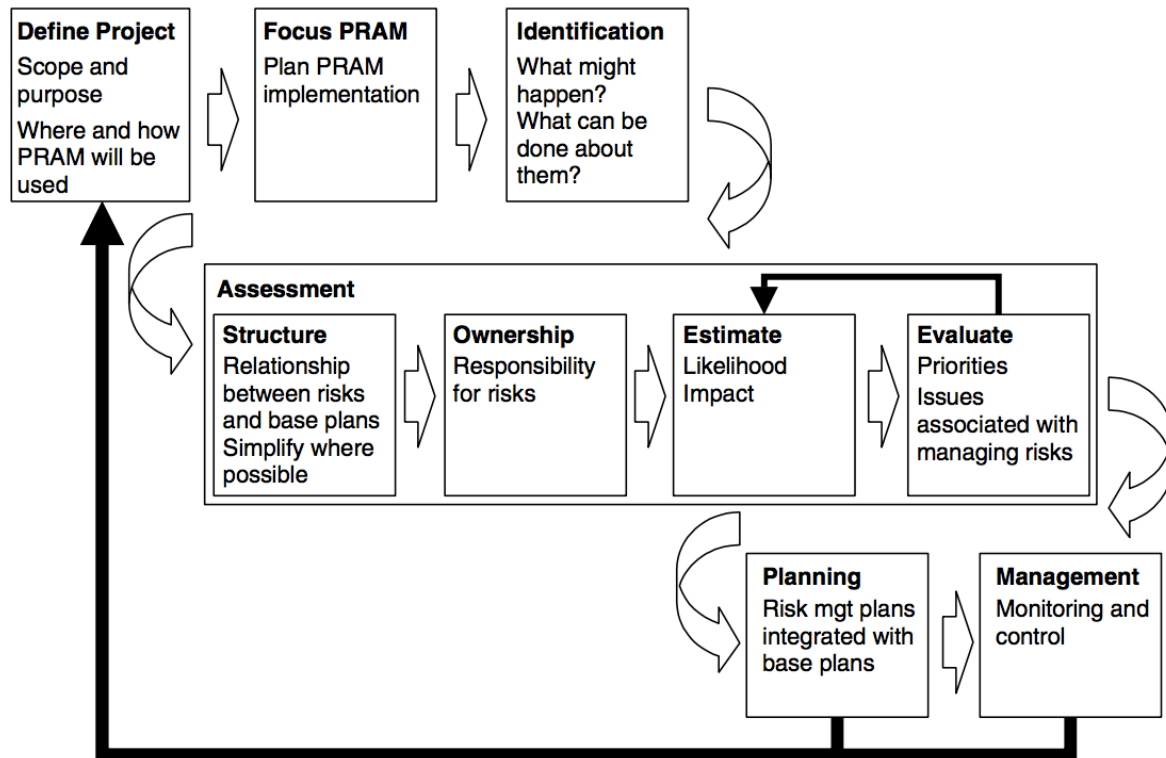 Define Project
Scope and
purpose
Where and how
PRAM will be
used
Focus PRAM
Plan PRAM
implementation
Identification
What might
happen?
What can be
done about
them?
Assessment
Structure
Relationship
between risks
and base plans
Simplify where
possible
Ownership
Responsibility
for risks
Estimate
Likelihood
Impact
Evaluate
Priorities
Issues
associated with
managing risks
Planning
Risk mgt plans
integrated with
base plans
Management
Monitoring and
control